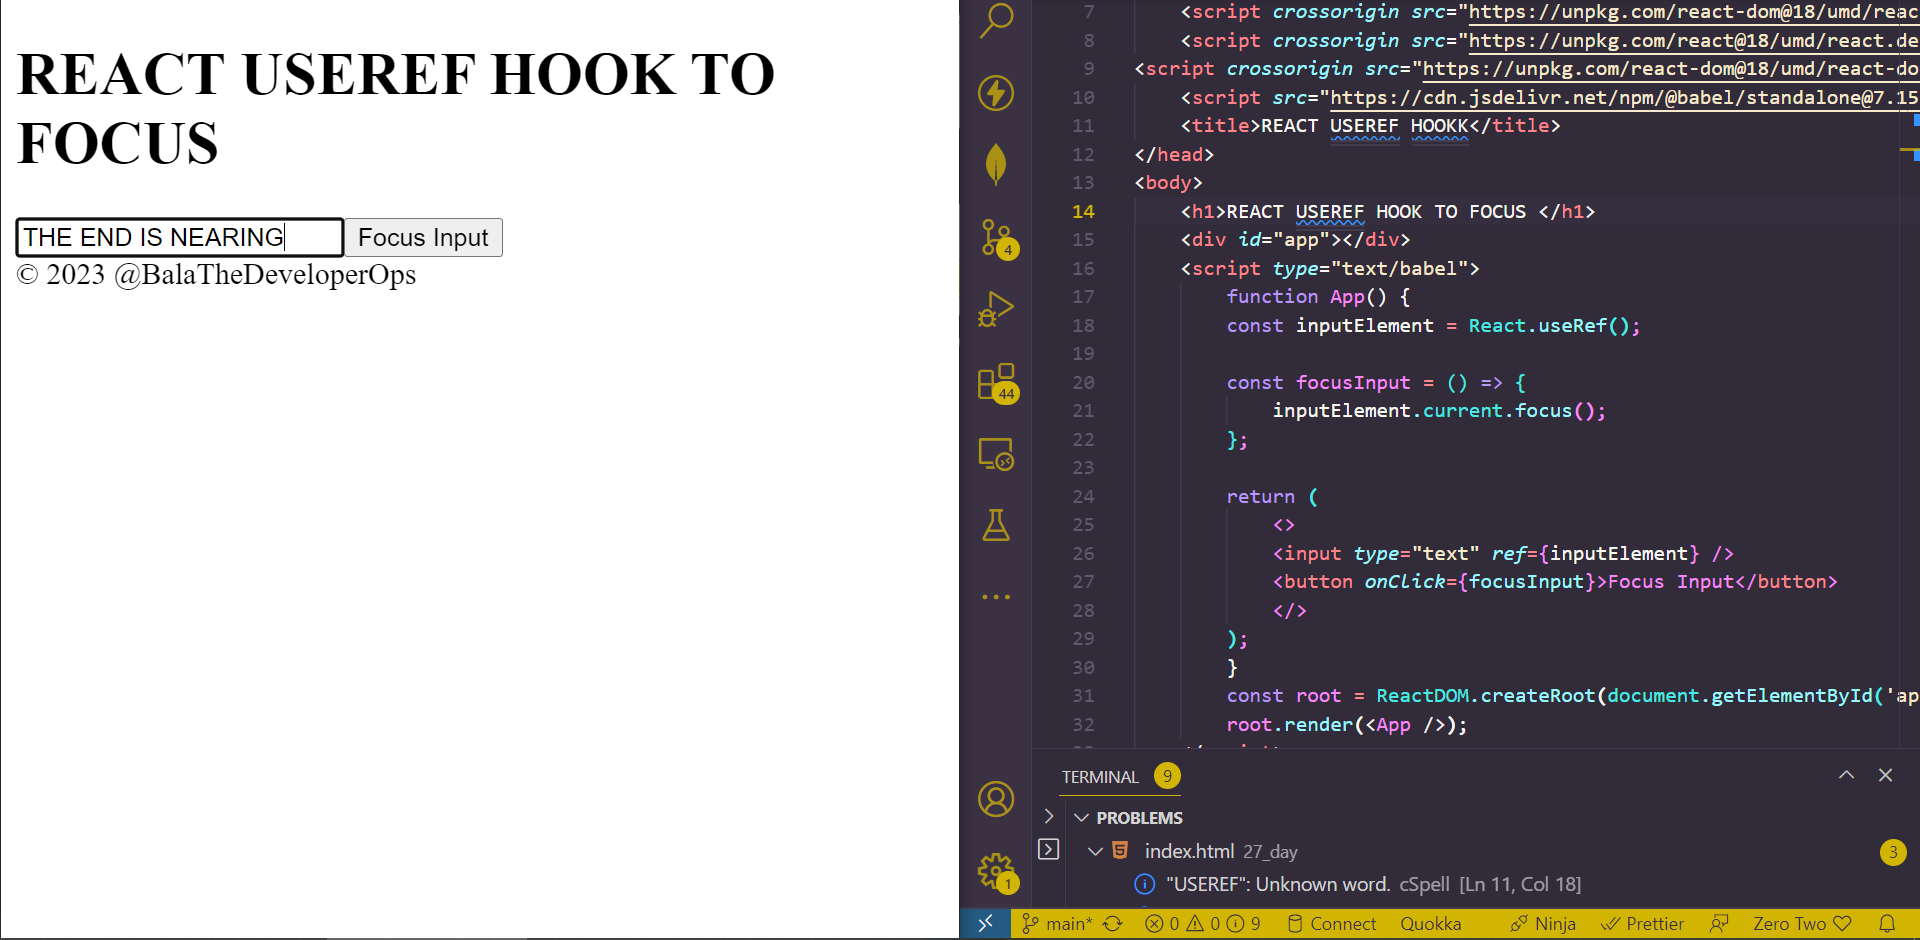 REACT USEREF HOOK TO
FOCUS
THE END IS NEARING
Focus Input
© 2023 @BalaTheDeveloperOps
4
44
1
7 <script crossorigin src="https://unpkg.com/react-dom@18/umd/reac
8 <script crossorigin src="https://unpkg.com/react@18/umd/react.de
9 <script crossorigin src="https://unpkg.com/react-dom@18/umd/react-do
10 <script src="https://cdn.jsdelivr.net/npm/@babel/standalone@7.15
11 <title>REACT USEREF HOOKK</title>
12 </head>
13 <body>
14 <h1>REACT USEREF HOOK TO FOCUS </h1>
15 <div id="app"></div>
16 <script type="text/babel">
17 function App() {
18 const inputElement = React.useRef();
19
20 const focusInput = () => {
21 inputElement.current.focus();
22 };
23
24 return (
25 <>
26 <input type="text" ref={inputElement} />
27 <button onClick={focusInput}>Focus Input</button>
28 </>
29 );
30 }
31 const root = ReactDOM.createRoot(document.getElementById('ap
32 root.render(<App />);
TERMINAL 9
PROBLEMS
index.html 27_day 3
"USEREF": Unknown word. cSpell [Ln 11, Col 18]
main* 0 0 9 Connect Quokka Ninja Prettier Zero Two